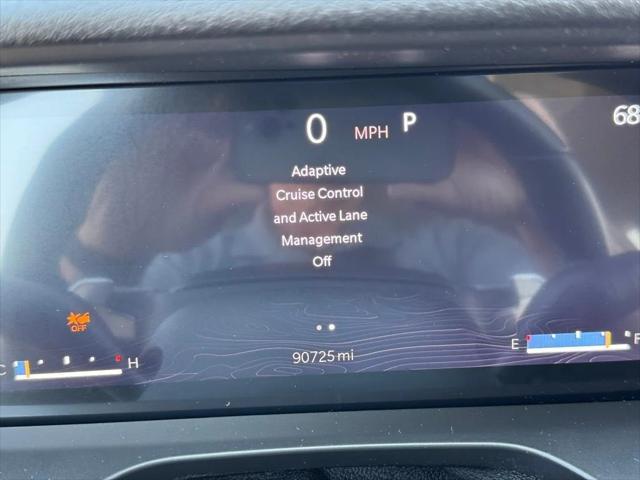 0 MPH P 68
Adaptive
Cruise Control
and Active Lane
Management
Off
OFF
C H
90725 mi
E F